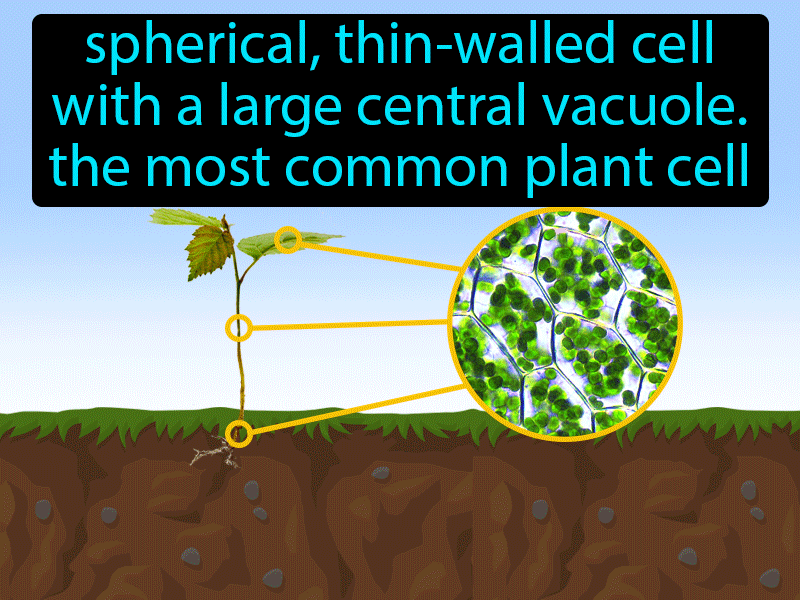 spherical, thin-walled cell
with a large central vacuole.
the most common plant cell